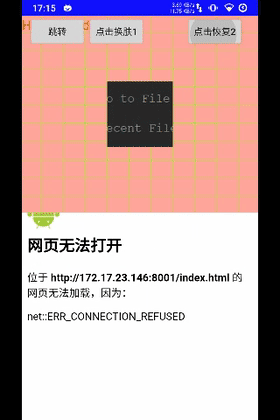 17:15
跳转
点击换肤1
点击恢复2
o to File
ecent File
网页无法打开
位于 http://172.17.23.146:8001/index.html 的
网页无法加载，因为：
net::ERR_CONNECTION_REFUSED